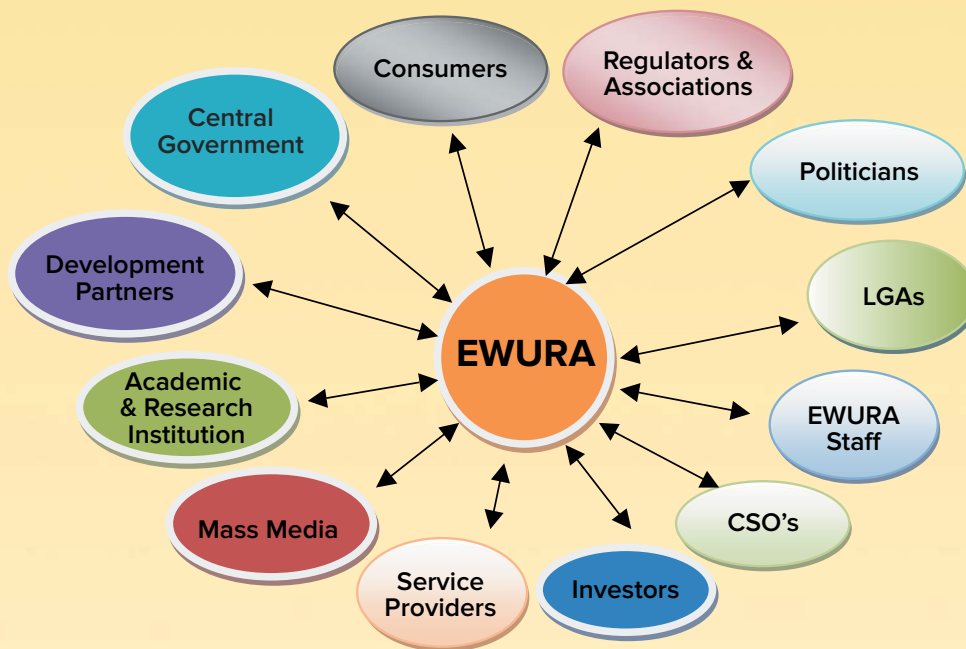 Consumers
Regulators &
Associations
Central
Government
Politicians
Development
Partners
LGAs
EWURA
Academic
& Research
Institution
EWURA
Staff
Mass Media
CSO's
Service
Providers
Investors